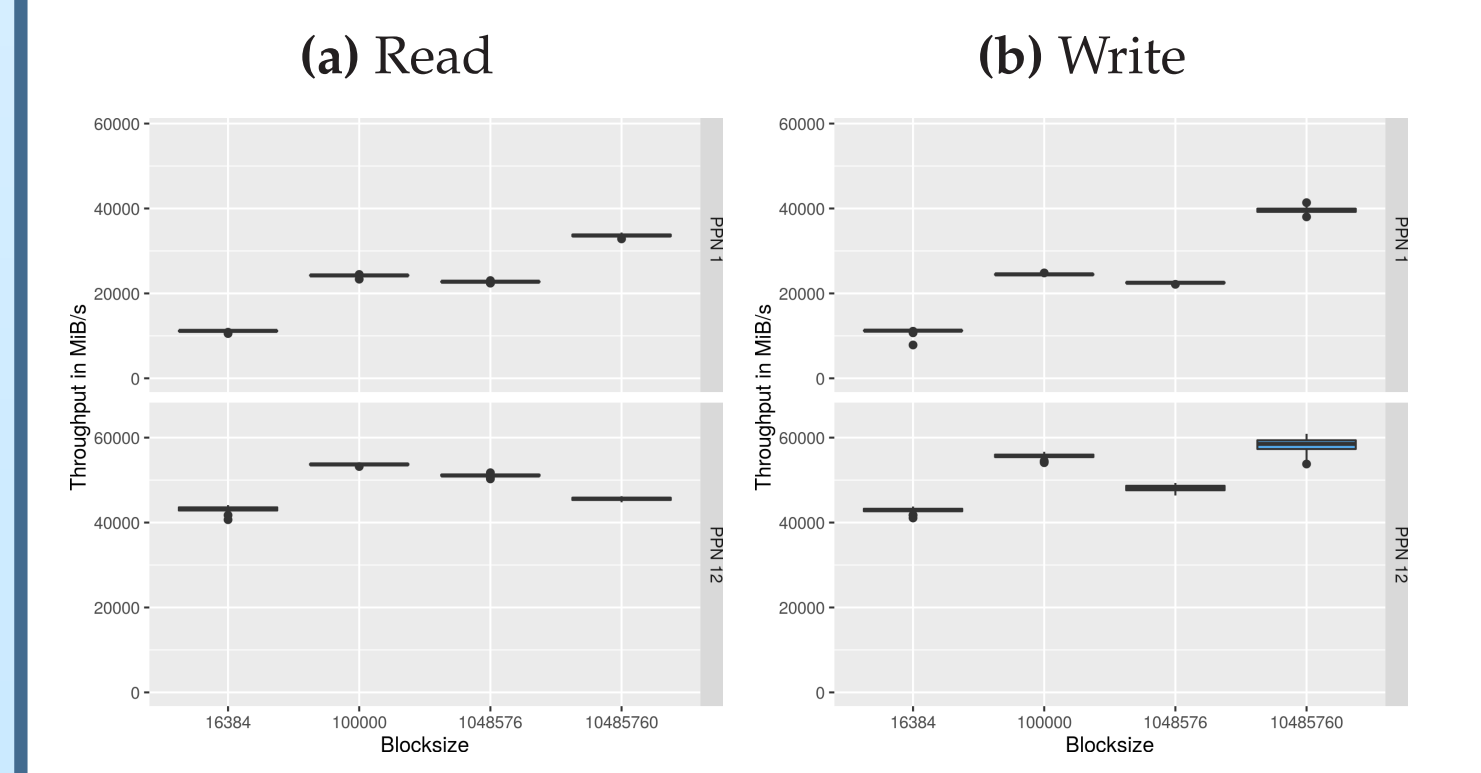 (a) Read
(b) Write
Throughput in MiB/s
60000
40000
20000
0
PPN 1
60000
40000
20000
0
PPN 12
16384 100000 1048576 10485760
Blocksize
Throughput in MiB/s
60000
40000
20000
0
PPN 1
60000
40000
20000
0
PPN 12
16384 100000 1048576 10485760
Blocksize